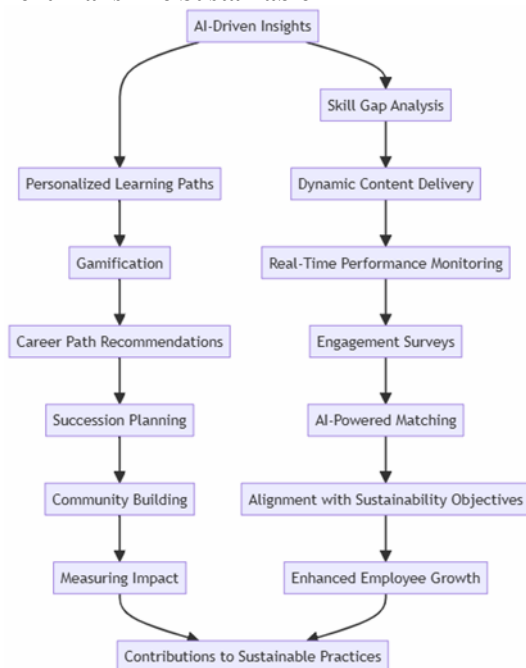 AI-Driven Insights
Skill Gap Analysis
Personalized Learning Paths
Dynamic Content Delivery
Gamification
Real-Time Performance Monitoring
Career Path Recommendations
Engagement Surveys
Succession Planning
AI-Powered Matching
Community Building
Alignment with Sustainability Objectives
Measuring Impact
Enhanced Employee Growth
Contributions to Sustainable Practices